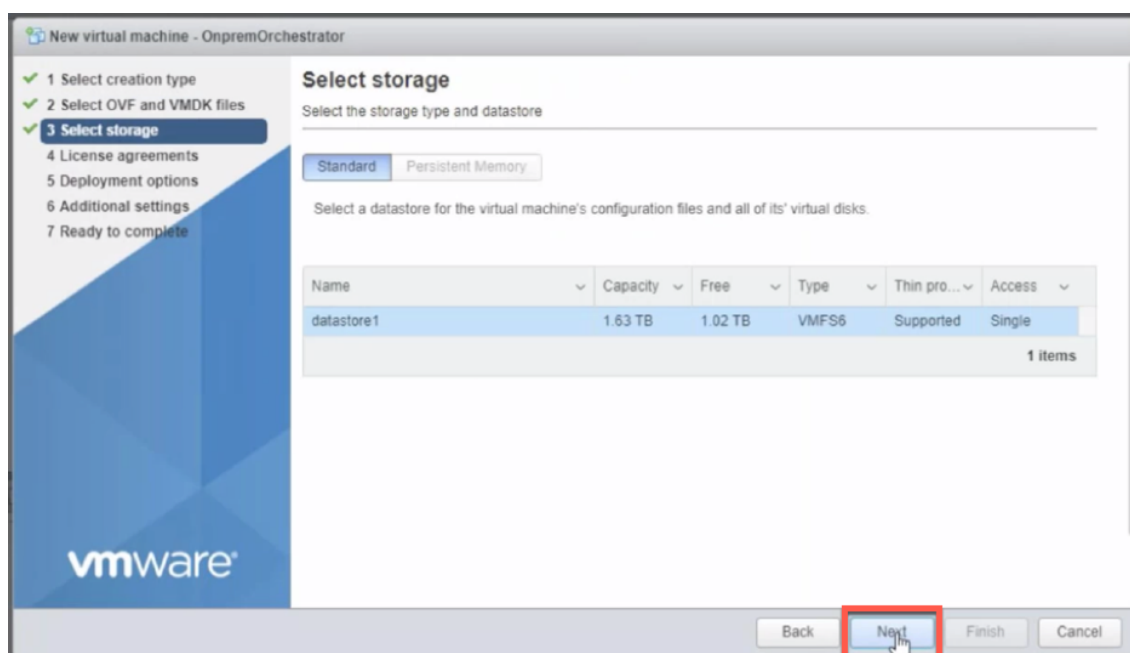 New virtual machine - OnpremOrchestrator
1 Select creation type
2 Select OVF and VMDK files
3 Select storage
4 License agreements
5 Deployment options
6 Additional settings
7 Ready to complete
vmware®
Select storage
Select the storage type and datastore
Standard Persistent Memory
Select a datastore for the virtual machine's configuration files and all of its' virtual disks.
Name Capacity Free Type Thin pro... Access
datastore1 1.63 TB 1.02 TB VMFS6 Supported Single
1 items
Back Next Finish Cancel